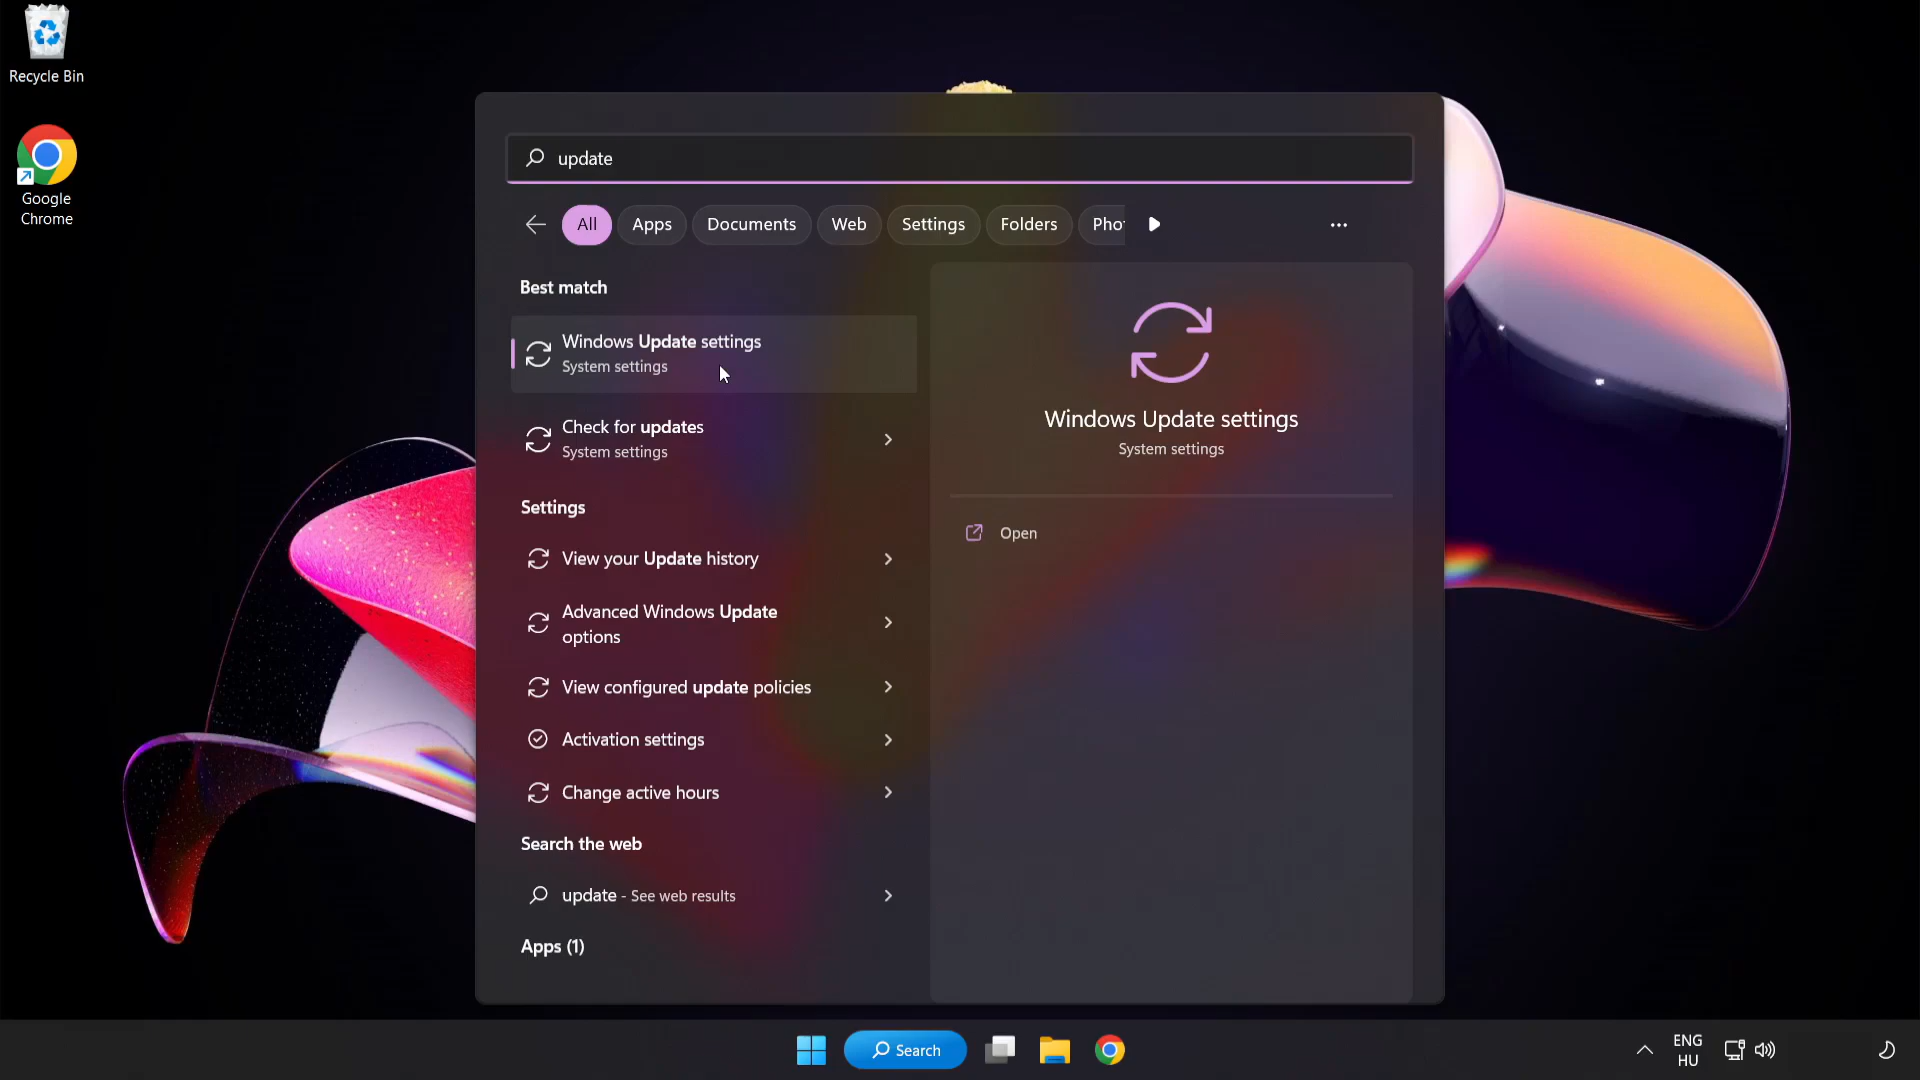 Recycle Bin
Google
Chrome
update
All
Apps
Documents
Web
Settings
Folders
Pho
Best match
Windows Update settings
System settings
Check for updates
System settings
Settings
View your Update history
Advanced Windows Update
options
View configured update policies
Activation settings
Change active hours
Search the web
update - See web results
Apps (1)
Windows Update settings
System settings
Open
Search
ENG
HU